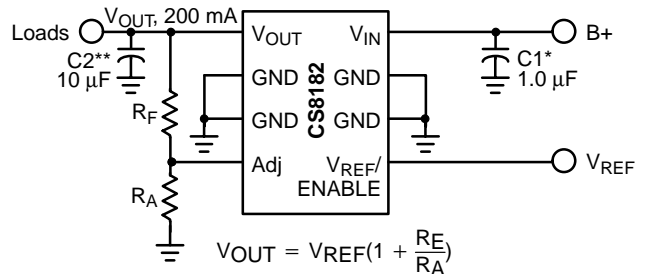 Loads
VOUT, 200 mA
C2**
10 μF
RF
RA
VOUT
GND
GND
Adj
CS8182
VIN
GND
GND
VREF/
ENABLE
C1*
1.0 μF
B+
VREF
VOUT = VREF(1 + RE/RA)